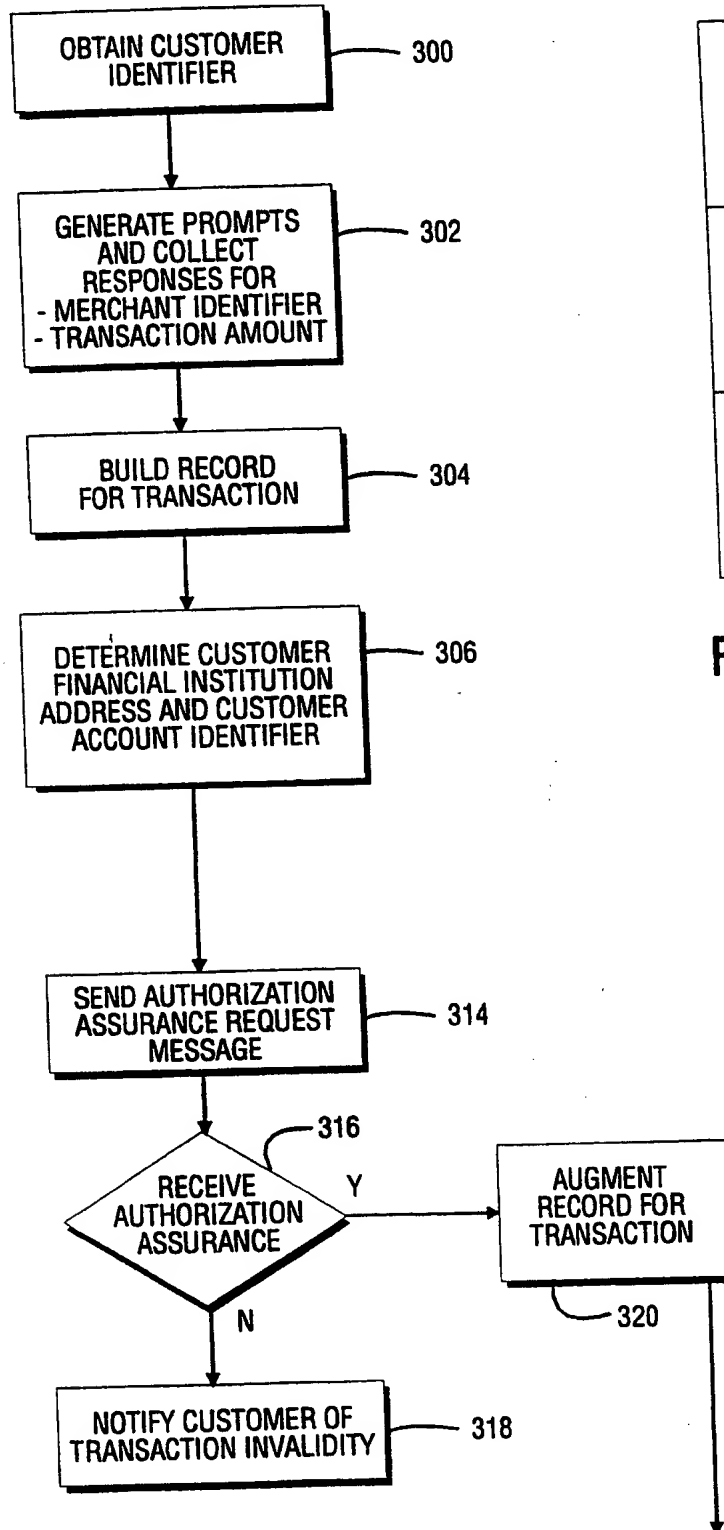 OBTAIN CUSTOMER
IDENTIFIER
300
GENERATE PROMPTS
AND COLLECT
RESPONSES FOR
- MERCHANT IDENTIFIER
- TRANSACTION AMOUNT
302
BUILD RECORD
FOR TRANSACTION
304
DETERMINE CUSTOMER
FINANCIAL INSTITUTION
ADDRESS AND CUSTOMER
ACCOUNT IDENTIFIER
306
SEND AUTHORIZATION
ASSURANCE REQUEST
MESSAGE
314
316
RECEIVE
AUTHORIZATION
ASSURANCE
Y
N
AUGMENT
RECORD FOR
TRANSACTION
320
NOTIFY CUSTOMER OF
TRANSACTION INVALIDITY
318